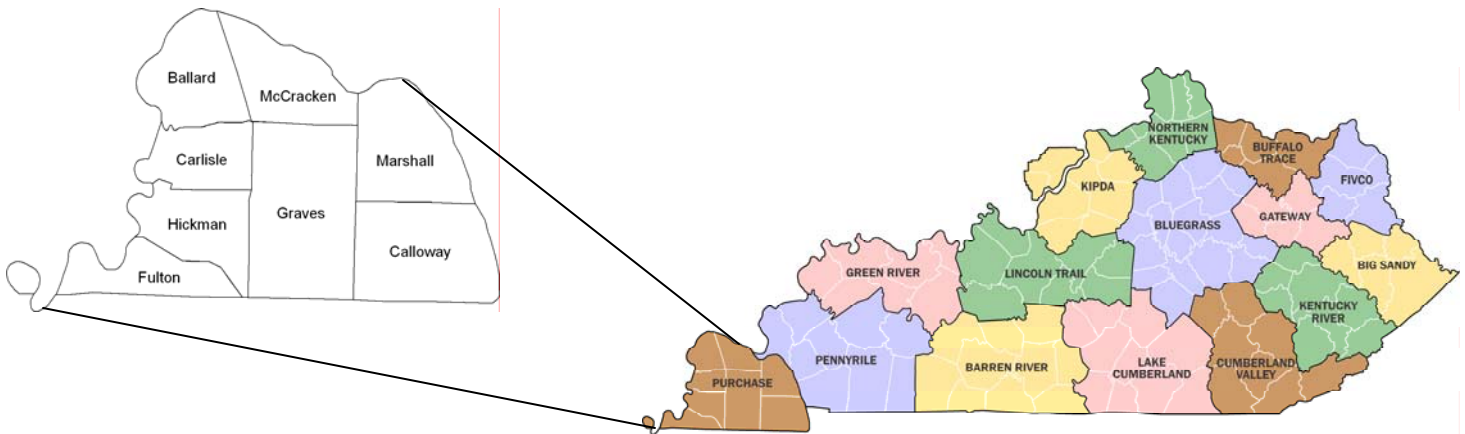 Ballard
McCracken
Carlisle
Marshall
Graves
Hickman
Calloway
Fulton
NORTHERN
KENTUCKY
BUFFALO
TRACE
KIPDA
FIVCO
GATEWAY
BLUEGRASS
GREEN RIVER
LINCOLN TRAIL
BIG SANDY
KENTUCKY
RIVER
PENNYRILE
BARREN RIVER
LAKE
CUMBERLAND
CUMBERLAND
VALLEY
PURCHASE